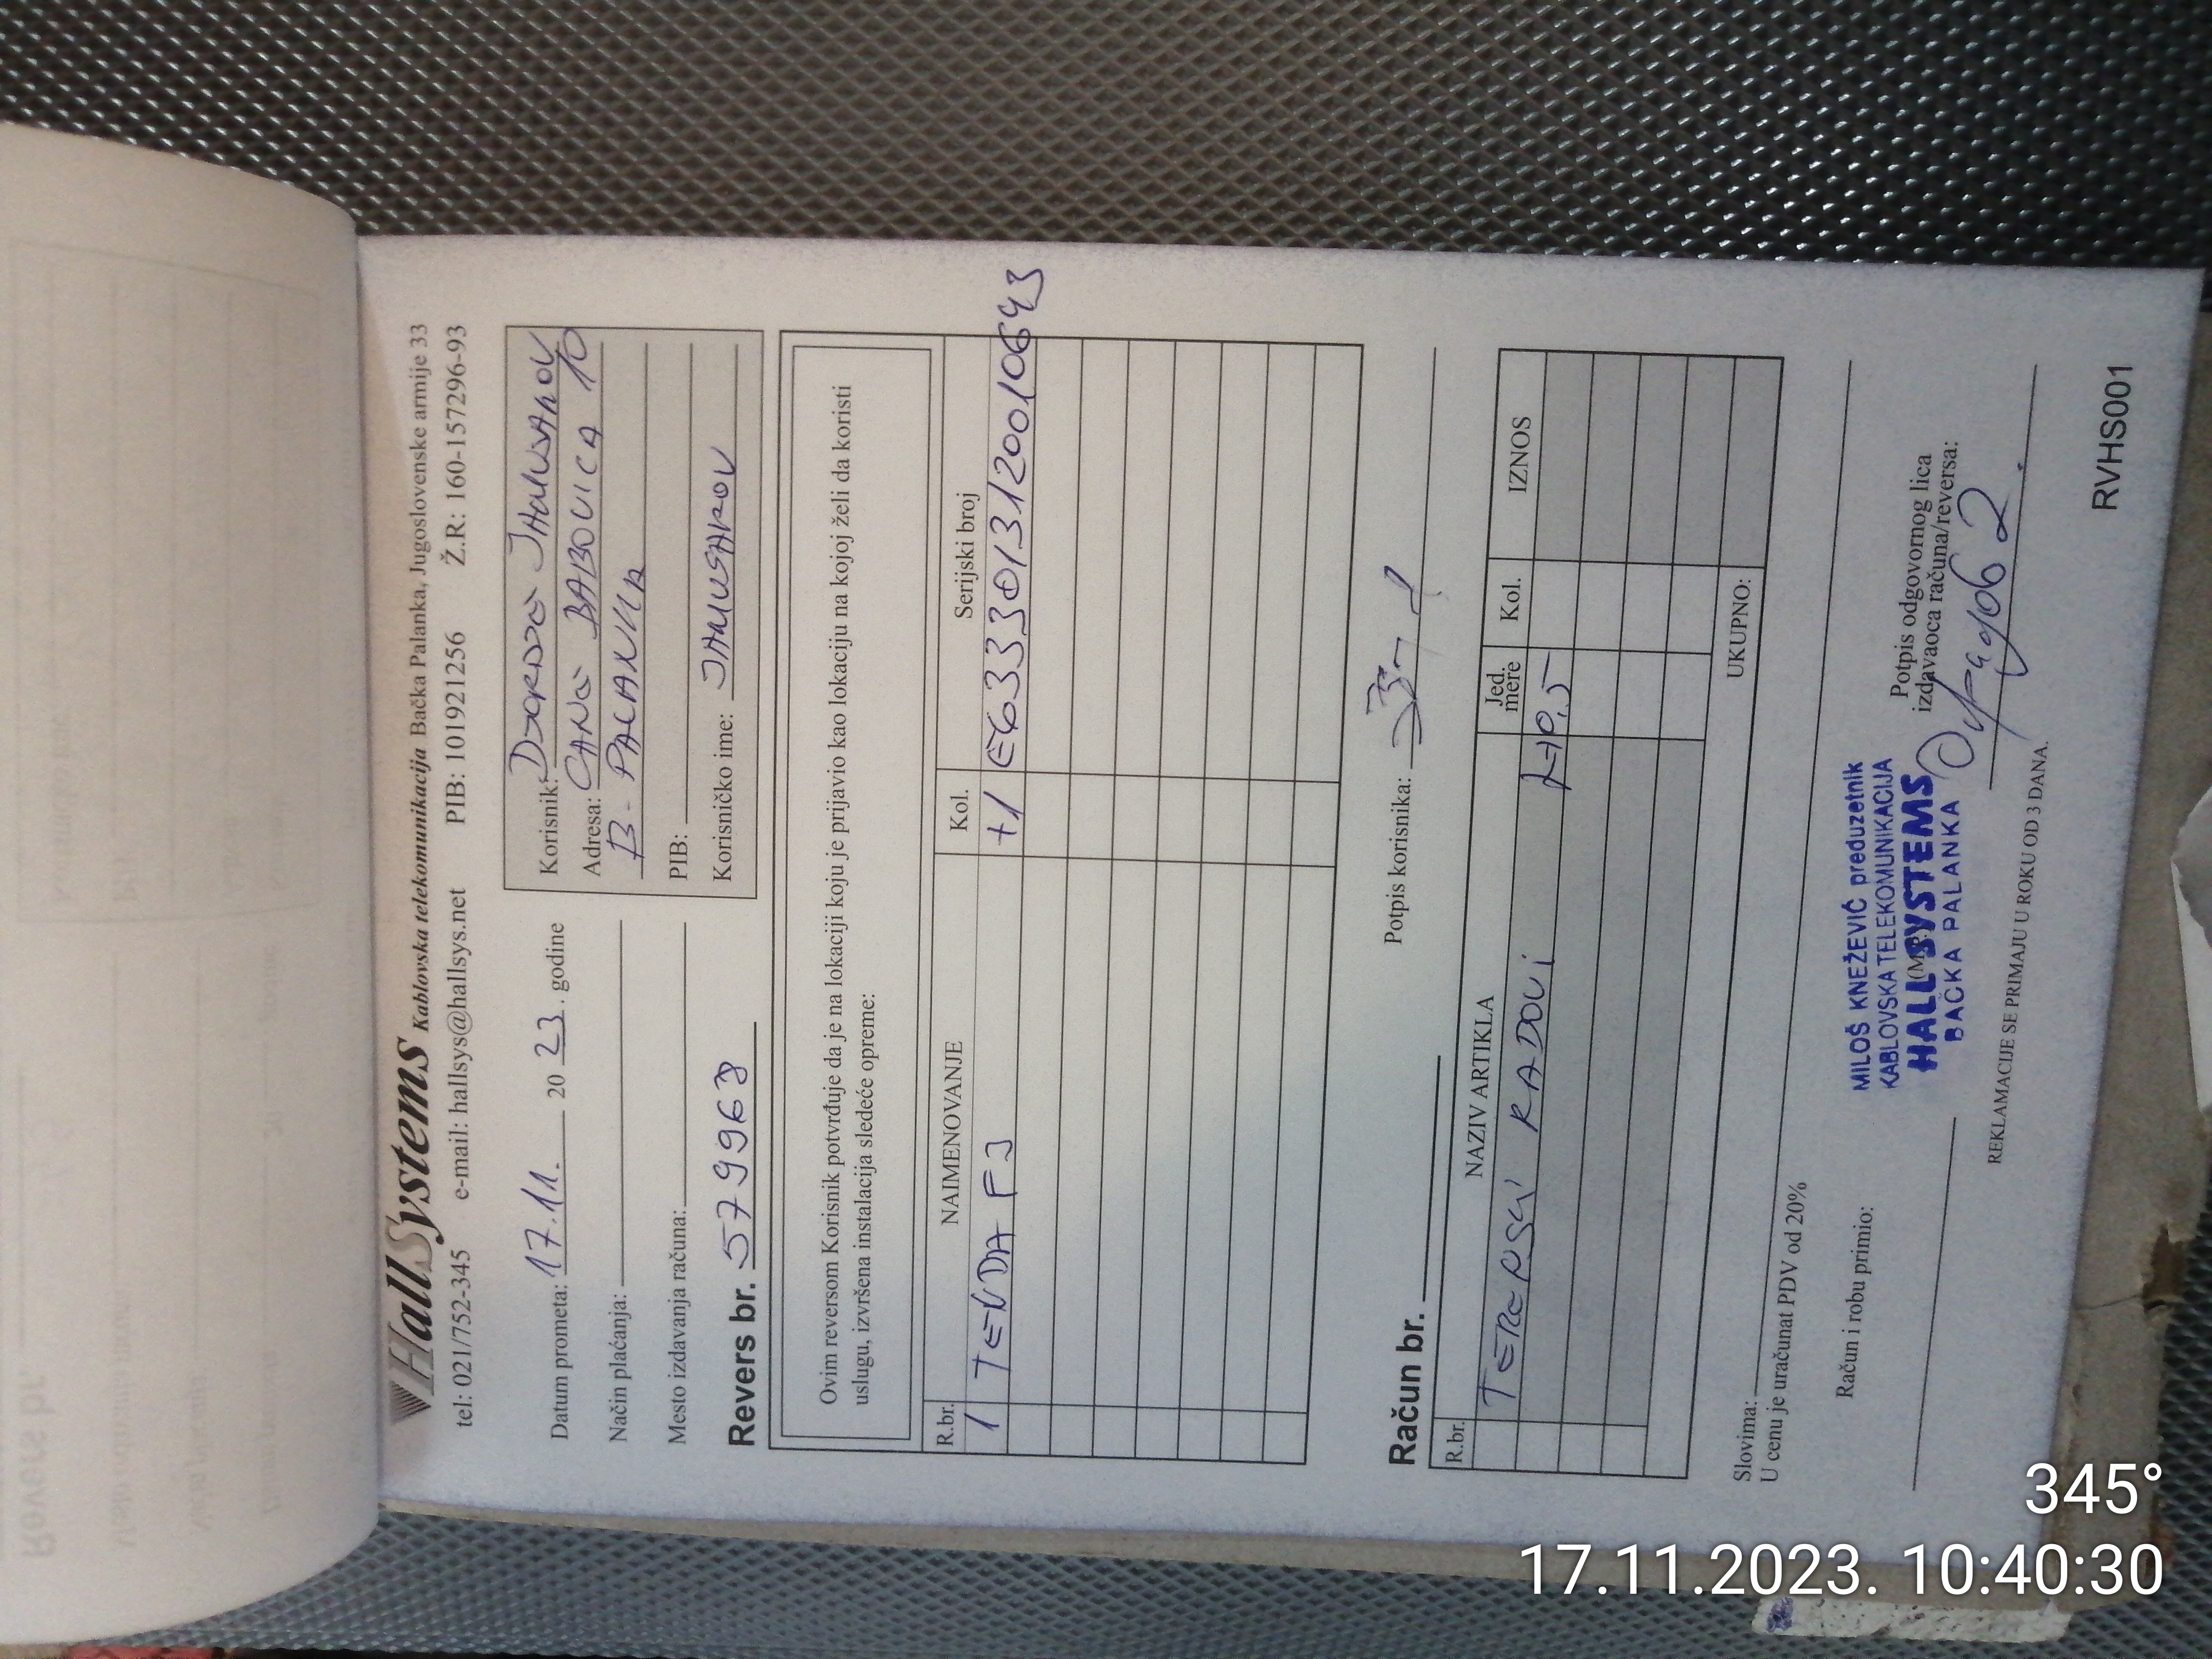 HallSystems Kablovska telekomunikacija Bačka Palanka, Jugoslovenske armije 33
tel: 021/752-345 e-mail: hallsys@hallsys.net PIB: 101921256 Ž.R: 160-157296-93
Datum prometa: 17.11. 20 23. godine
Način plaćanja:
Mesto izdavanja računa:
Revers br. 579968
Korisnik:
Adresa: CANO BABOVICA 10
B-PALANKA
PIB:
Korisničko ime:
Ovim reversom Korisnik potvrđuje da je na lokaciji koju je prijavio kao lokaciju na kojoj želi da koristi
uslugu, izvršena instalacija sledeće opreme:
R.br. NAIMENOVANJE Kol. Serijski broj
1 TENDA F3 +1 E6333013120010643
Potpis korisnika:
Račun br.
R.br. NAZIV ARTIKLA Jed. mere Kol. IZNOS
TERENSKI RADOVI
UKUPNO:
Slovima:
U cenu je uračunat PDV od 20%
Račun i robu primio:
MILOŠ KNEŽEVIĆ preduzetnik
KABLOVSKA TELEKOMUNIKACIJA
HALL SYSTEMS
BAČKA PALANKA
Potpis odgovornog lica
izdavaoca računa/reversa:
REKLAMACIJE SE PRIMAJU U ROKU OD 3 DANA.
RVHS001
345°
17.11.2023. 10:40:30